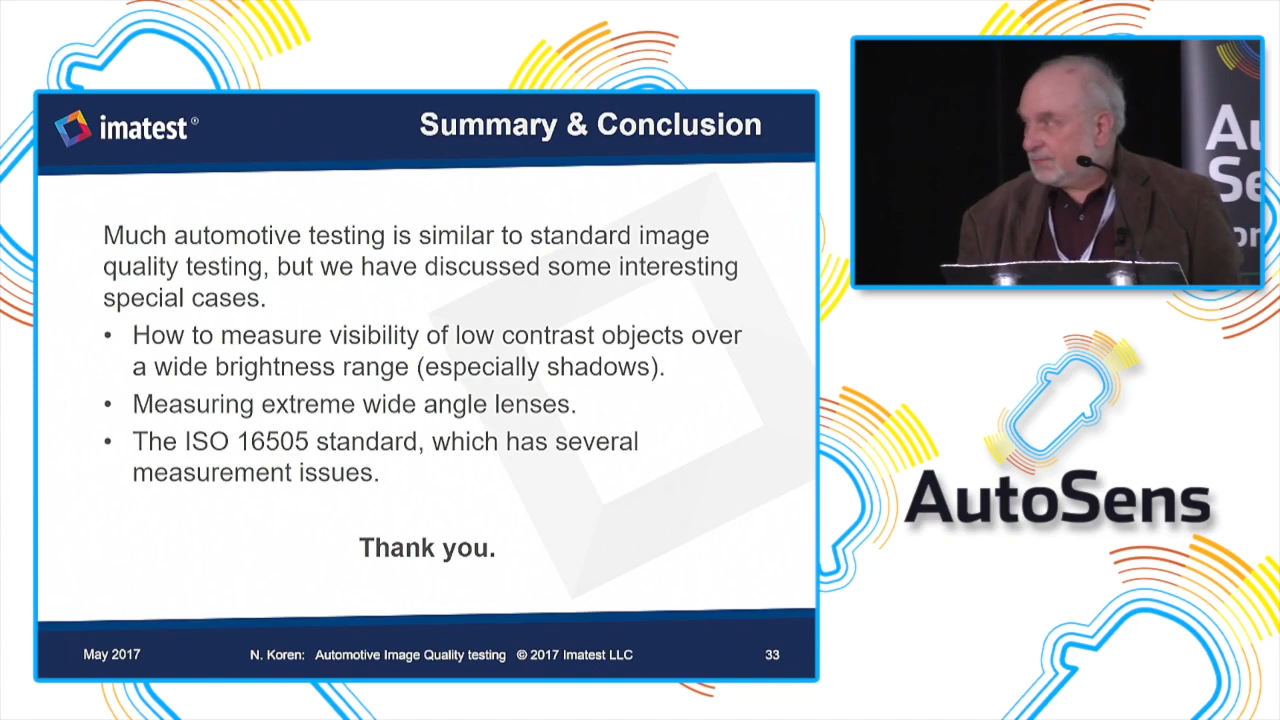 imatest®
Summary & Conclusion
Much automotive testing is similar to standard image
quality testing, but we have discussed some interesting
special cases.
• How to measure visibility of low contrast objects over
a wide brightness range (especially shadows).
• Measuring extreme wide angle lenses.
• The ISO 16505 standard, which has several
measurement issues.
Thank you.
May 2017
N. Koren: Automotive Image Quality testing © 2017 Imatest LLC
33
Au
Se
on
AutoSens